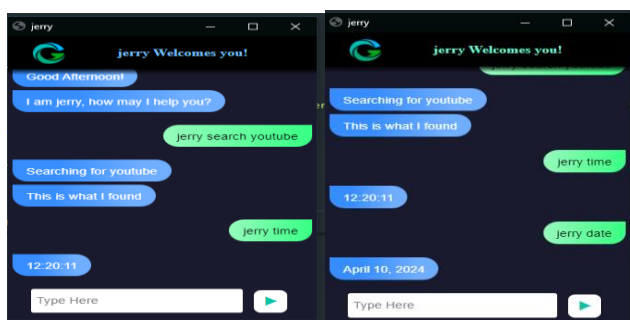 jerry
jerry Welcomes you!
Good Afternoon!
I am jerry, how may I help you?
jerry search youtube
Searching for youtube
This is what I found
jerry time
12:20:11
Type Here
jerry
jerry Welcomes you!
Searching for youtube
This is what I found
jerry time
12:20:11
jerry date
April 10, 2024
Type Here